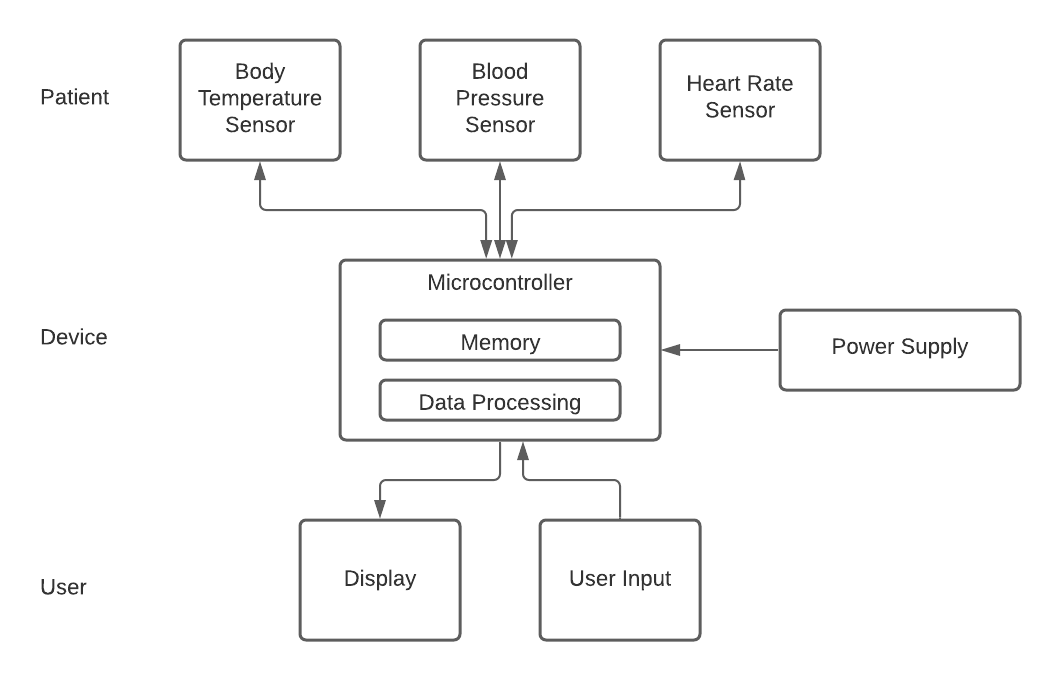 Patient
Body
Temperature
Sensor
Blood
Pressure
Sensor
Heart Rate
Sensor
Device
Microcontroller
Memory
Data Processing
Power Supply
User
Display
User Input